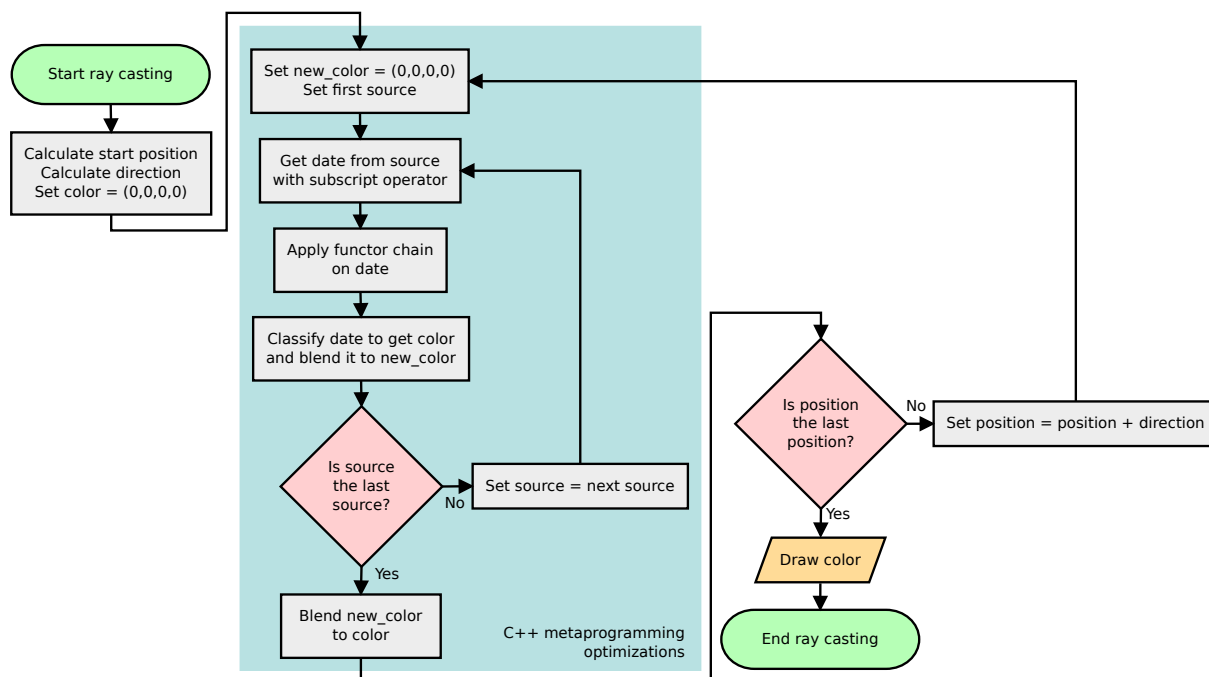 Start ray casting
Calculate start position
Calculate direction
Set color = (0,0,0,0)
Set new_color = (0,0,0,0)
Set first source
Get date from source
with subscript operator
Apply functor chain
on date
Classify date to get color
and blend it to new_color
Is source
the last
source?
No
Set source = next source
Yes
Blend new_color
to color
C++ metaprogramming
optimizations
Is position
the last
position?
No
Set position = position + direction
Yes
Draw color
End ray casting